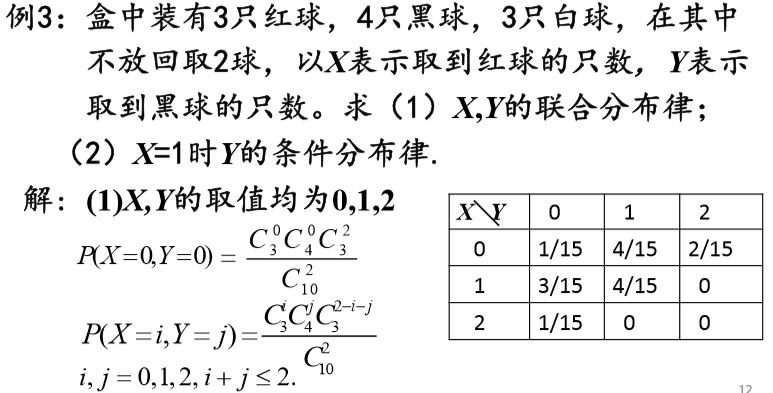 例3：盒中装有3只红球，4只黑球，3只白球，在其中
不放回取2球，以X表示取到红球的只数，Y表示
取到黑球的只数。求（1）X,Y的联合分布律；
（2）X=1时Y的条件分布律.
解：(1)X,Y的取值均为0,1,2
P(X=0,Y=0) = \frac{C_3^0 C_4^0 C_3^2}{C_{10}^2}
P(X=i,Y=j)=\frac{C_3^i C_4^j C_3^{2-i-j}}{C_{10}^2}
i, j = 0,1,2, i + j ≤ 2.
X\Y 0 1 2
0 1/15 4/15 2/15
1 3/15 4/15 0
2 1/15 0 0
12